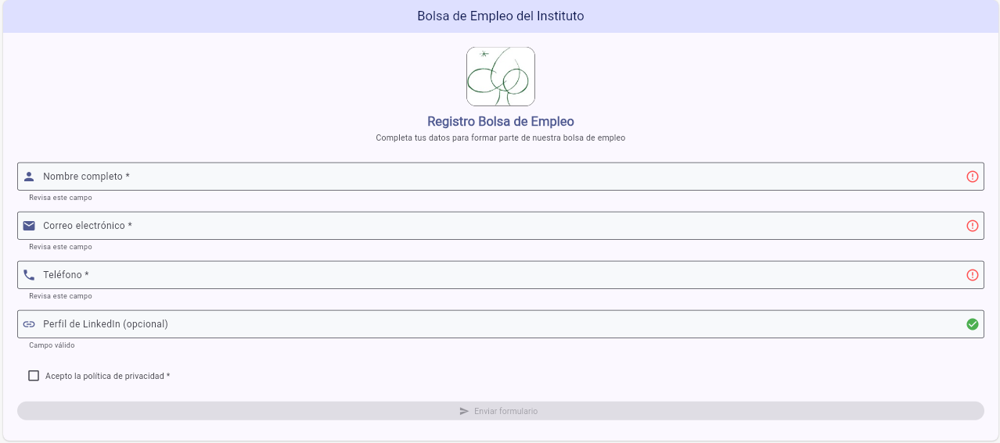 Bolsa de Empleo del Instituto
Registro Bolsa de Empleo
Completa tus datos para formar parte de nuestra bolsa de empleo
Nombre completo *
Revisa este campo
Correo electrónico *
Revisa este campo
Teléfono *
Revisa este campo
Perfil de LinkedIn (opcional)
Campo válido
Acepto la política de privacidad *
Enviar formulario